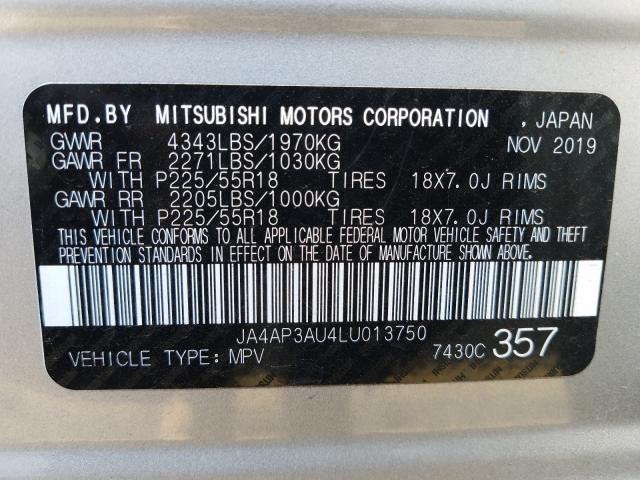 MFD.BY MITSUBISHI MOTORS CORPORATION , JAPAN
GVWR 4343LBS/1970KG NOV 2019
GAWR FR 2271LBS/1030KG
WITH P225/55R18 TIRES 18X7.0J RIMS
GAWR RR 2205LBS/1000KG
WITH P225/55R18 TIRES 18X7.0J RIMS
THIS VEHICLE CONFORMS TO ALL APPLICABLE FEDERAL MOTOR VEHICLE SAFETY AND THEFT
PREVENTION STANDARDS IN EFFECT ON THE DATE OF MANUFACTURE SHOWN ABOVE.
JA4AP3AU4LU013750
VEHICLE TYPE: MPV 7430C 357